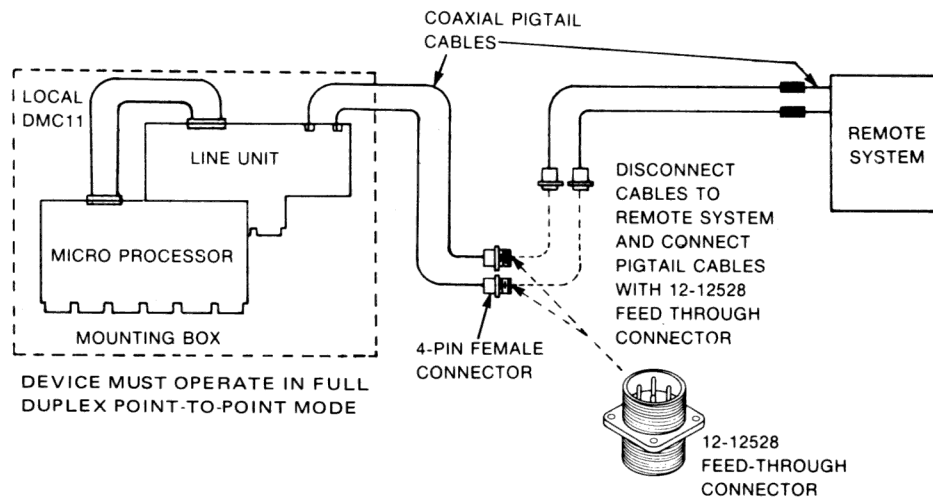 COAXIAL PIGTAIL
CABLES
LOCAL
DMC11
LINE UNIT
MICRO PROCESSOR
MOUNTING BOX
DEVICE MUST OPERATE IN FULL
DUPLEX POINT-TO-POINT MODE
4-PIN FEMALE
CONNECTOR
DISCONNECT
CABLES TO
REMOTE SYSTEM
AND CONNECT
PIGTAIL CABLES
WITH 12-12528
FEED THROUGH
CONNECTOR
REMOTE
SYSTEM
12-12528
FEED-THROUGH
CONNECTOR